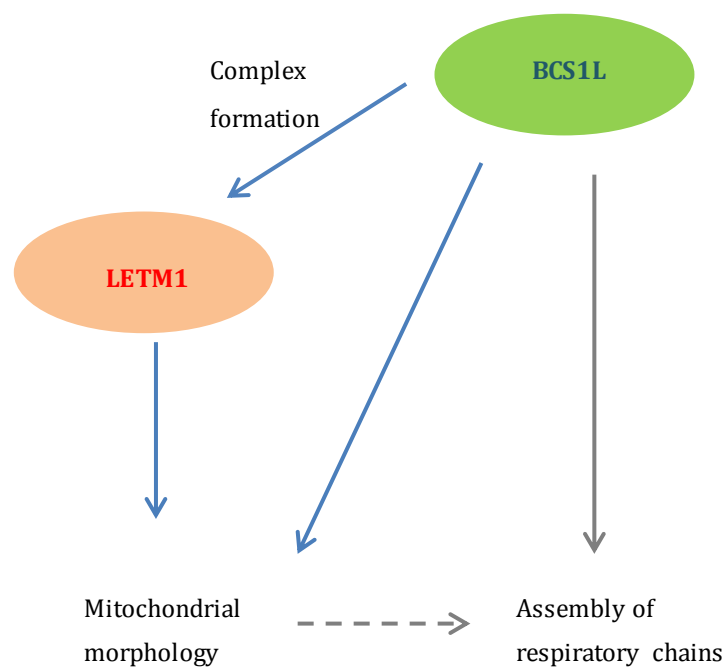 Complex
formation
BCS1L
LETM1
Mitochondrial
morphology
Assembly of
respiratory chains